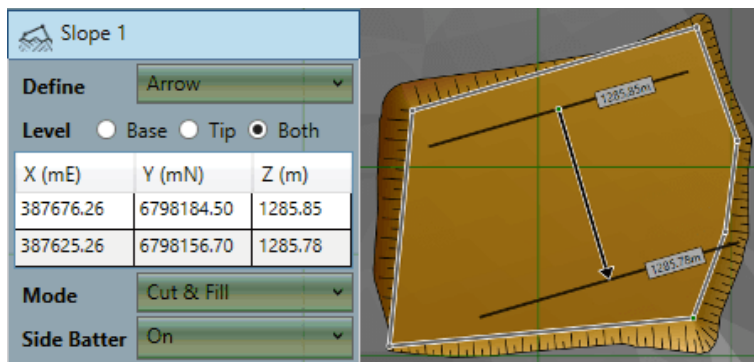 Slope 1
Define Arrow
Level Base Tip Both
X (mE) Y (mN) Z (m)
387676.26 6798184.50 1285.85
387625.26 6798156.70 1285.78
Mode Cut & Fill
Side Batter On
1285.85m
1285.78m